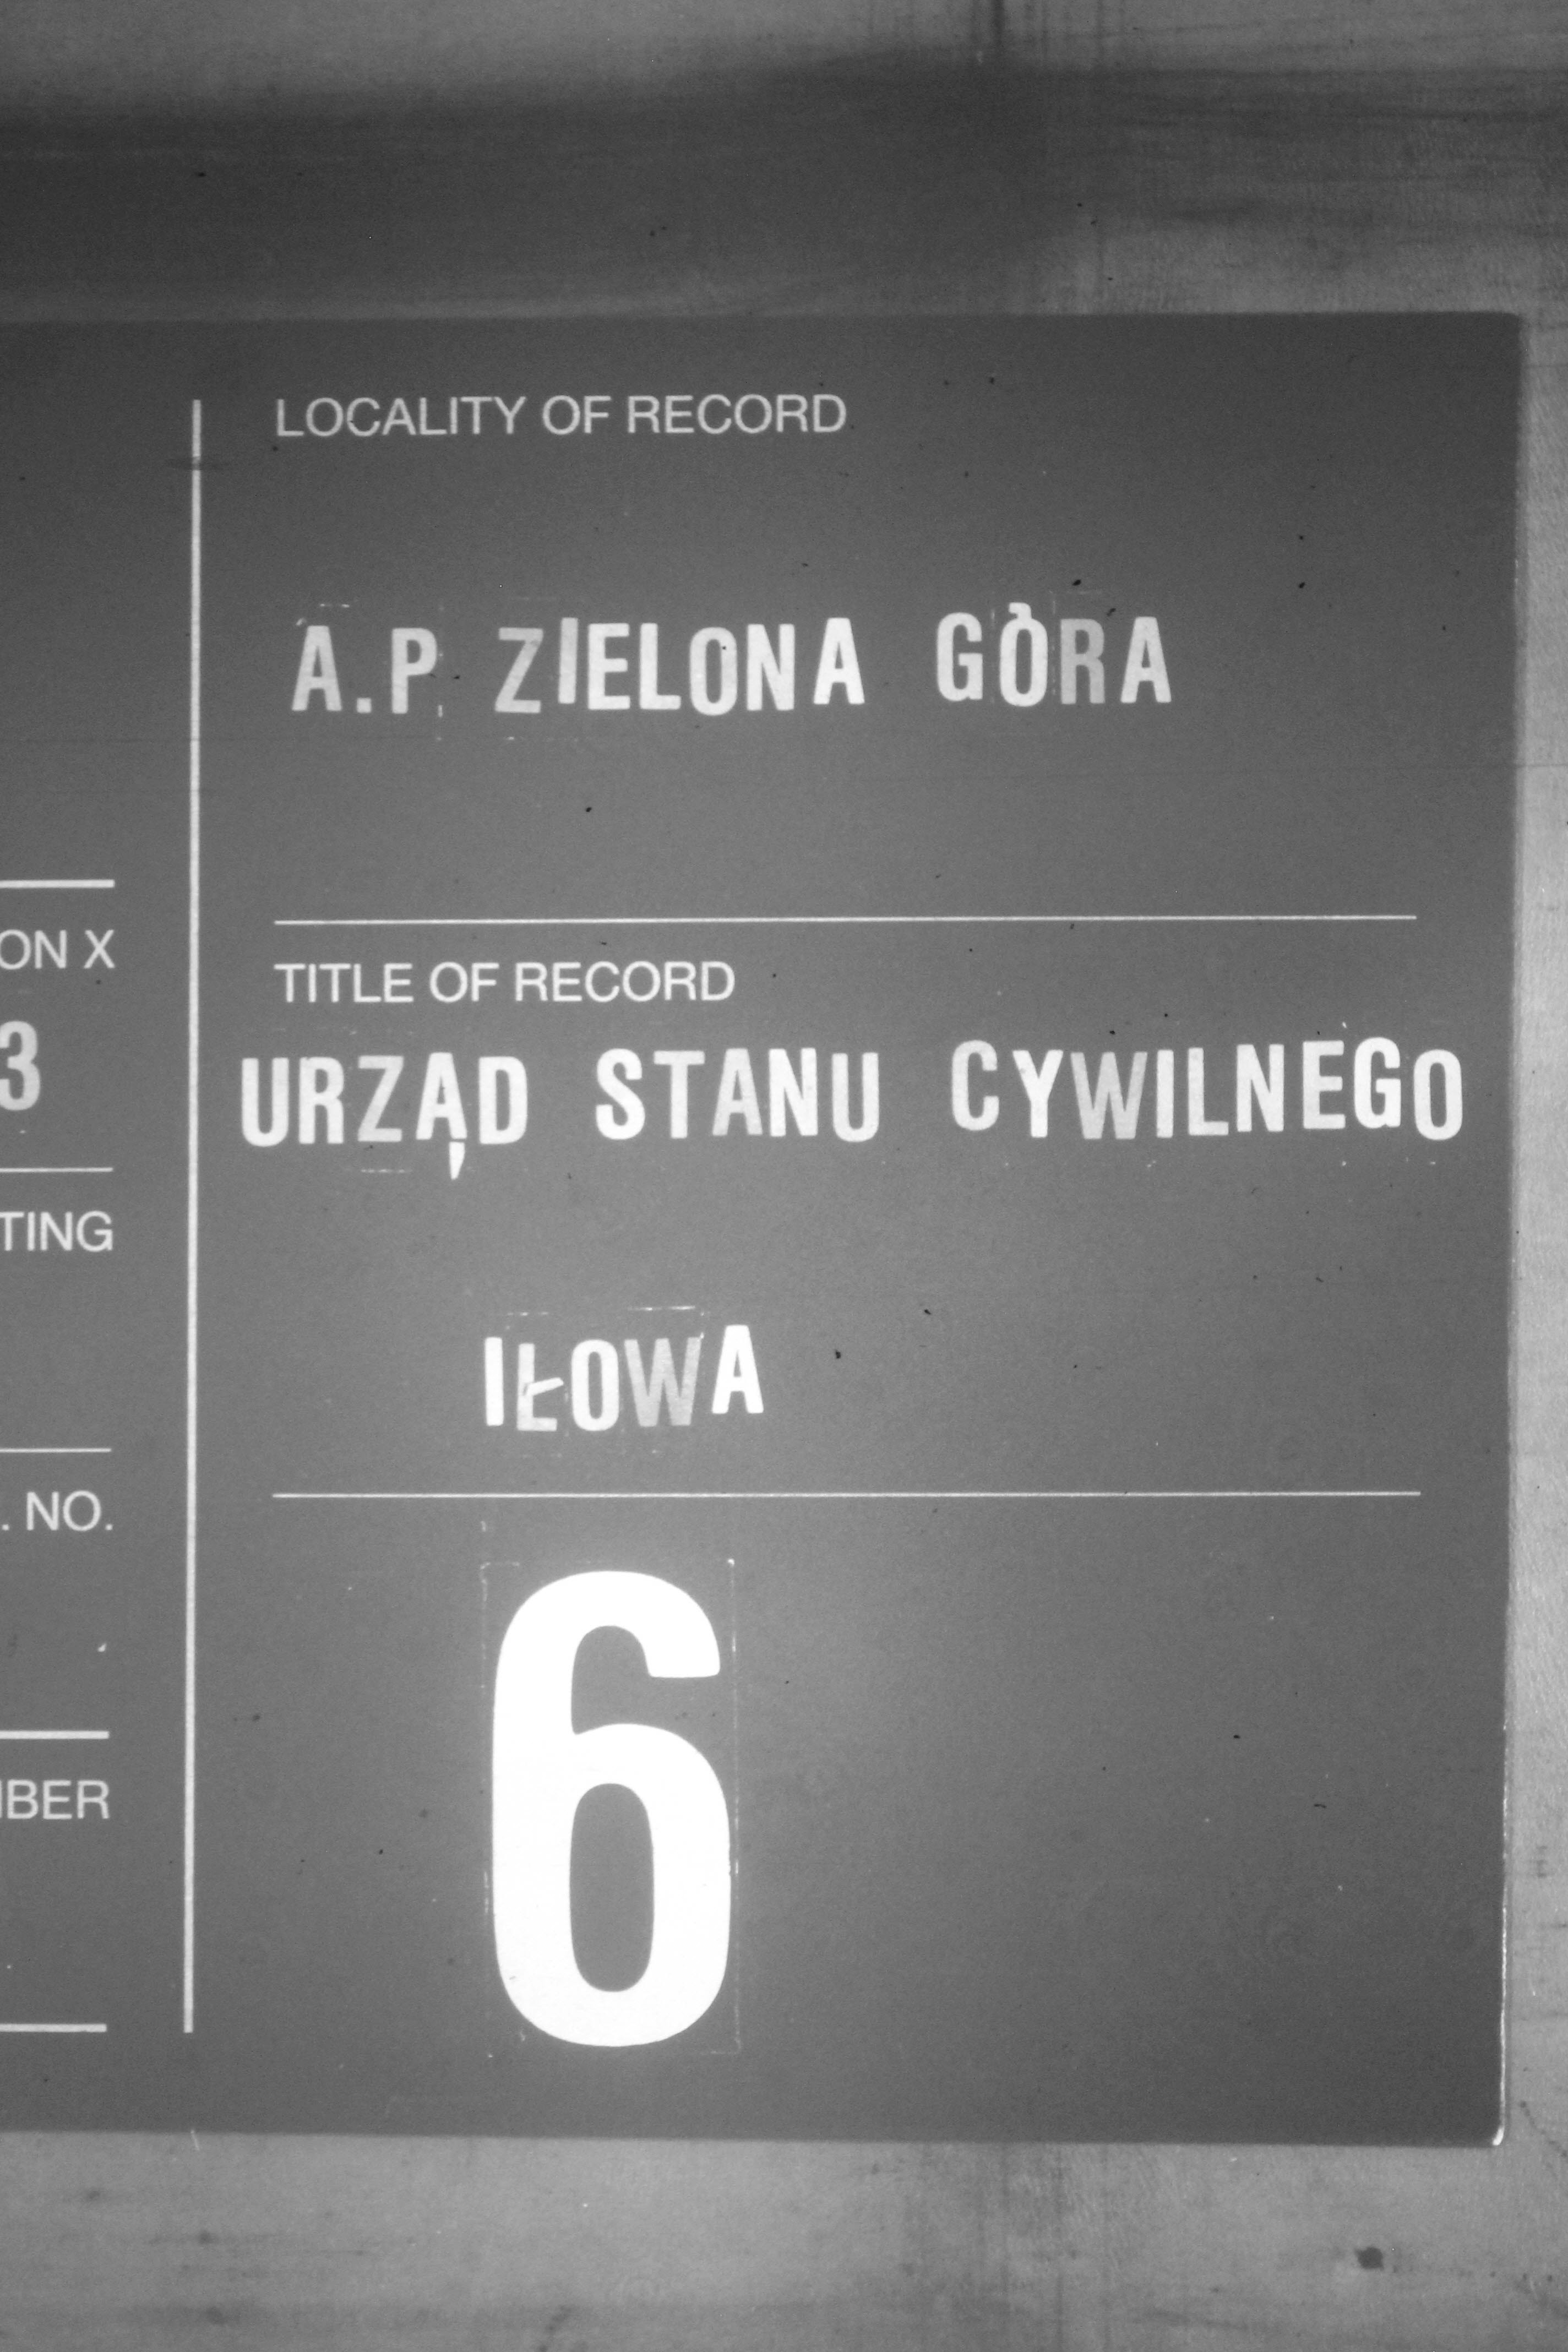 LOCALITY OF RECORD
A.P. ZIELONA GÓRA
TITLE OF RECORD
URZĄD STANU CYWILNEGO
IŁOWA
6
ON X
3
TING
. NO.
BER